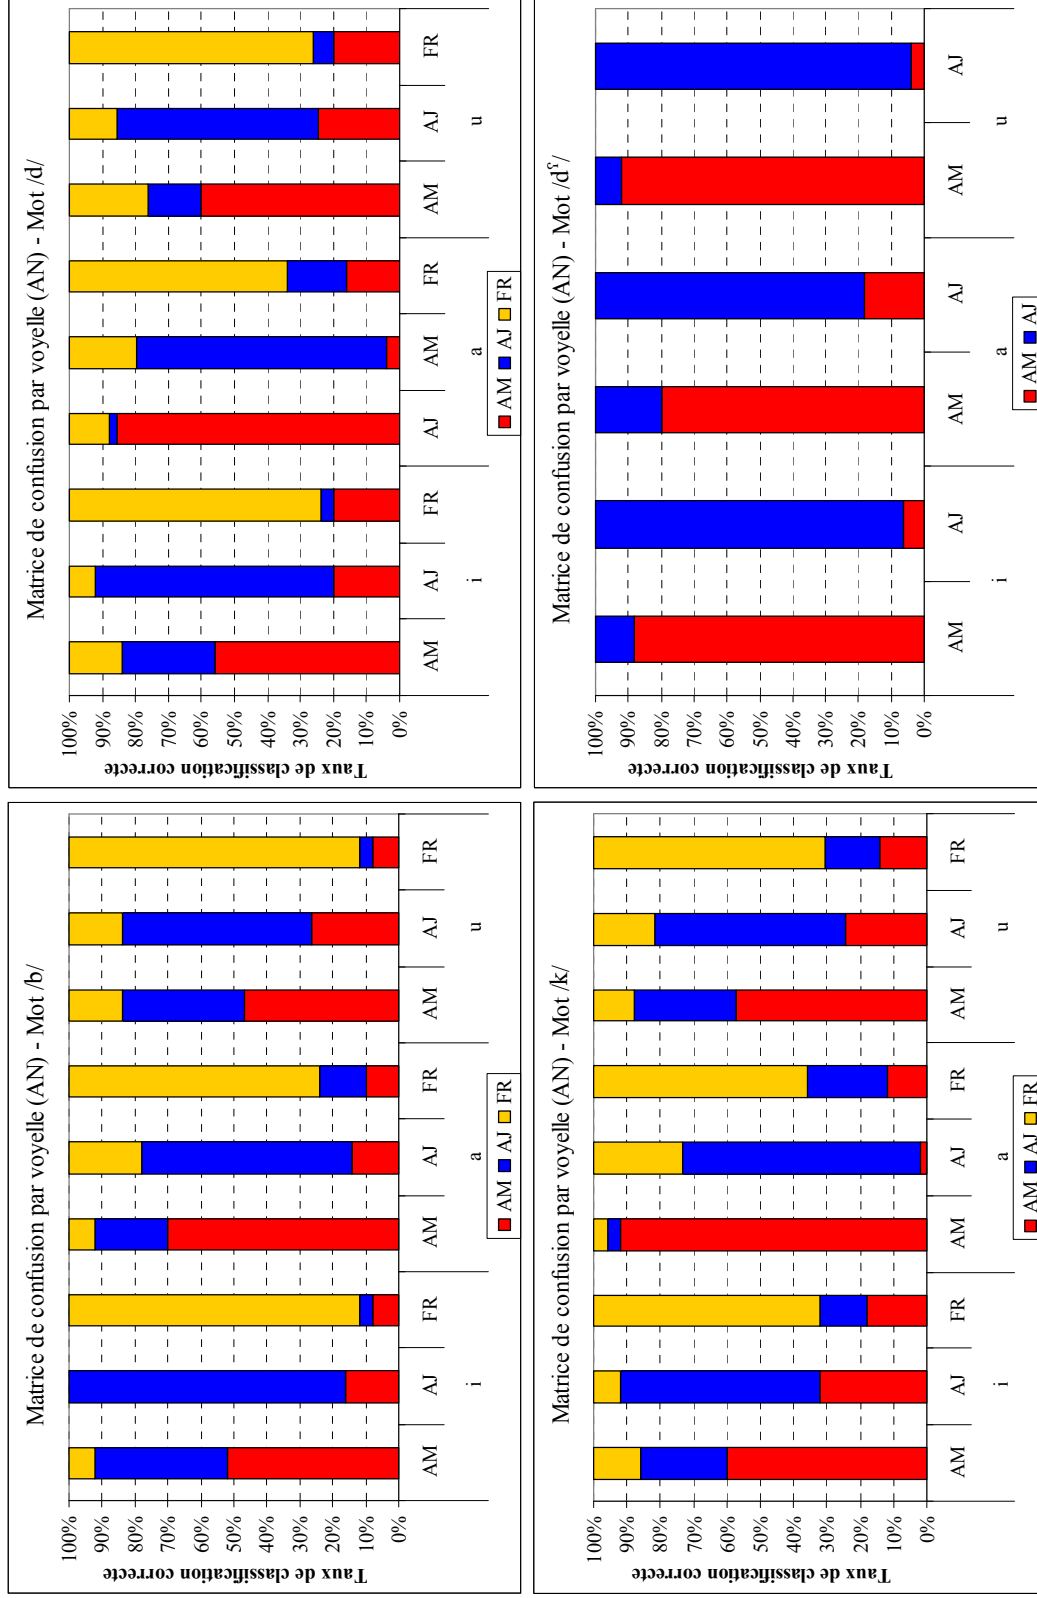 Matrice de confusion par voyelle (AN) - Mot /b/
Taux de classification correcte
100%
90%
80%
70%
60%
50%
40%
30%
20%
10%
0%
AM AJ FR AM AJ FR AM AJ FR
i a u
AM AJ FR
Matrice de confusion par voyelle (AN) - Mot /d/
Taux de classification correcte
100%
90%
80%
70%
60%
50%
40%
30%
20%
10%
0%
AM AJ FR AJ AM FR AM AJ FR
i a u
AM AJ FR
Matrice de confusion par voyelle (AN) - Mot /k/
Taux de classification correcte
100%
90%
80%
70%
60%
50%
40%
30%
20%
10%
0%
AM AJ FR AM AJ FR AM AJ FR
i a u
AM AJ FR
Matrice de confusion par voyelle (AN) - Mot /dˤ/
Taux de classification correcte
100%
90%
80%
70%
60%
50%
40%
30%
20%
10%
0%
AM AJ AM AJ AM AJ
i a u
AM AJ